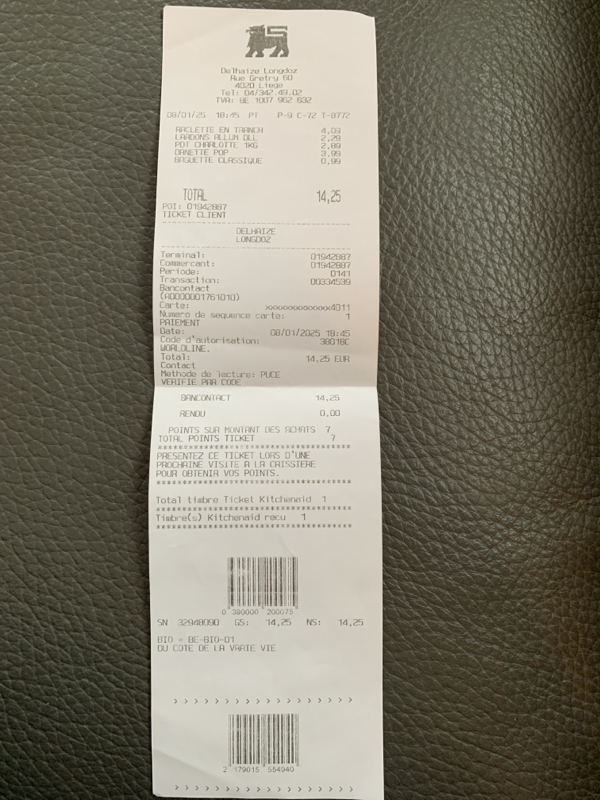 Delhaize Longdoz
Rue Gretry 60
4020 Liege
Tel: 04/342.49.02
TVA: BE 1007 962 632
08/01/25 18:45 PT P-9 C-72 T-8772
RACLETTE EN TRANCH 4,09
LARDONS ALLUM DLL 2,29
PDT CHARLOTTE 1KG 2,89
DANETTE POP 3,99
BAGUETTE CLASSIQUE 0,99
TOTAL 14,25
POI: 01942887
TICKET CLIENT
DELHAIZE
LONGDOZ
Terminal: 01942887
Commercant: 01942887
Periode: 0141
Transaction: 00334539
Bancontact
(A0000001761010)
Carte: xxxxxxxxxxxxx4011
Numero de sequence carte: 1
PAIEMENT
Date: 08/01/2025 18:45
Code d'autorisation: 38018C
WORLDLINE.
Total: 14,25 EUR
Contact
Methode de lecture: PUCE
VERIFIE PAR CODE
BANCONTACT 14,25
RENDU 0,00
POINTS SUR MONTANT DES ACHATS 7
TOTAL POINTS TICKET 7
************************************
PRESENTEZ CE TICKET LORS D'UNE
PROCHAINE VISITE A LA CAISSIERE
POUR OBTENIR VOS POINTS.
************************************
Total timbre Ticket Kitchenaid 1
************************************
Timbre(s) Kitchenaid recu 1
************************************
0 380000 200075
SN 32948090 GS: 14,25 NS: 14,25
BIO = BE-BIO-01
DU COTE DE LA VRAIE VIE
> > > > > > > > > > > > > > > >
2 179015 554940
> > > > > > > > > > > > > > > >